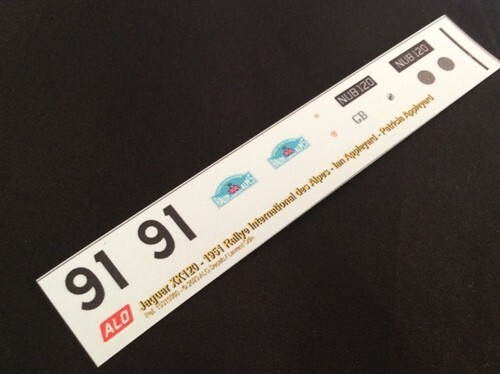 NUB 120
NUB 120
GB
91 91
Jaguar XK120 - 1951 Rallye International des Alpes - Ian Appleyard - Patricia Appleyard
ALO